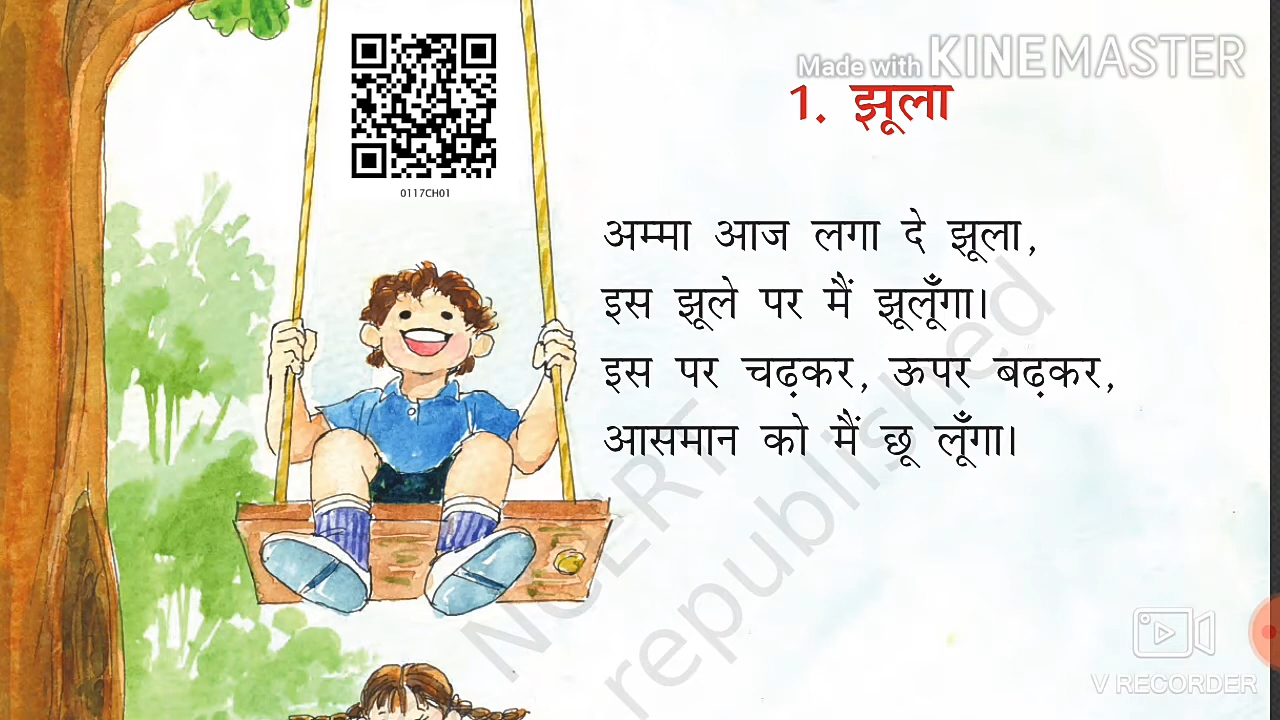 Made with KINEMASTER
1. झूला
0117CH01
अम्मा आज लगा दे झूला,
इस झूले पर मैं झूलूँगा।
इस पर चढ़कर, ऊपर बढ़कर,
आसमान को मैं छू लूँगा।
NCERT
republished
V RECORDER